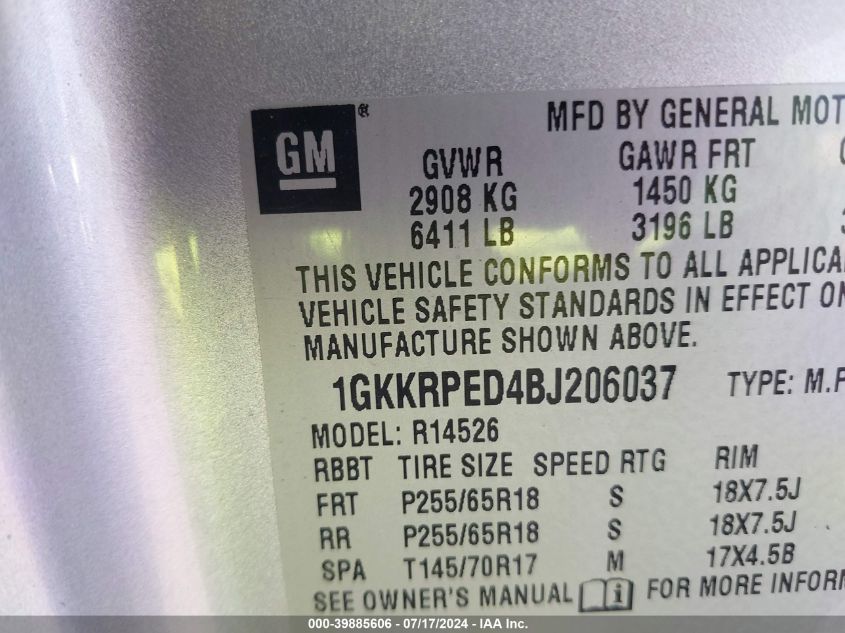 GM ® MFD BY GENERAL MOT
GVWR GAWR FRT
2908 KG 1450 KG
6411 LB 3196 LB
THIS VEHICLE CONFORMS TO ALL APPLICA
VEHICLE SAFETY STANDARDS IN EFFECT ON
MANUFACTURE SHOWN ABOVE.
1GKKRPED4BJ206037 TYPE: M.P
MODEL: R14526
RBBT TIRE SIZE SPEED RTG RIM
FRT P255/65R18 S 18X7.5J
RR P255/65R18 S 18X7.5J
SPA T145/70R17 M 17X4.5B
SEE OWNER'S MANUAL i FOR MORE INFORM
000-39885606 - 07/17/2024 - IAA, Inc.